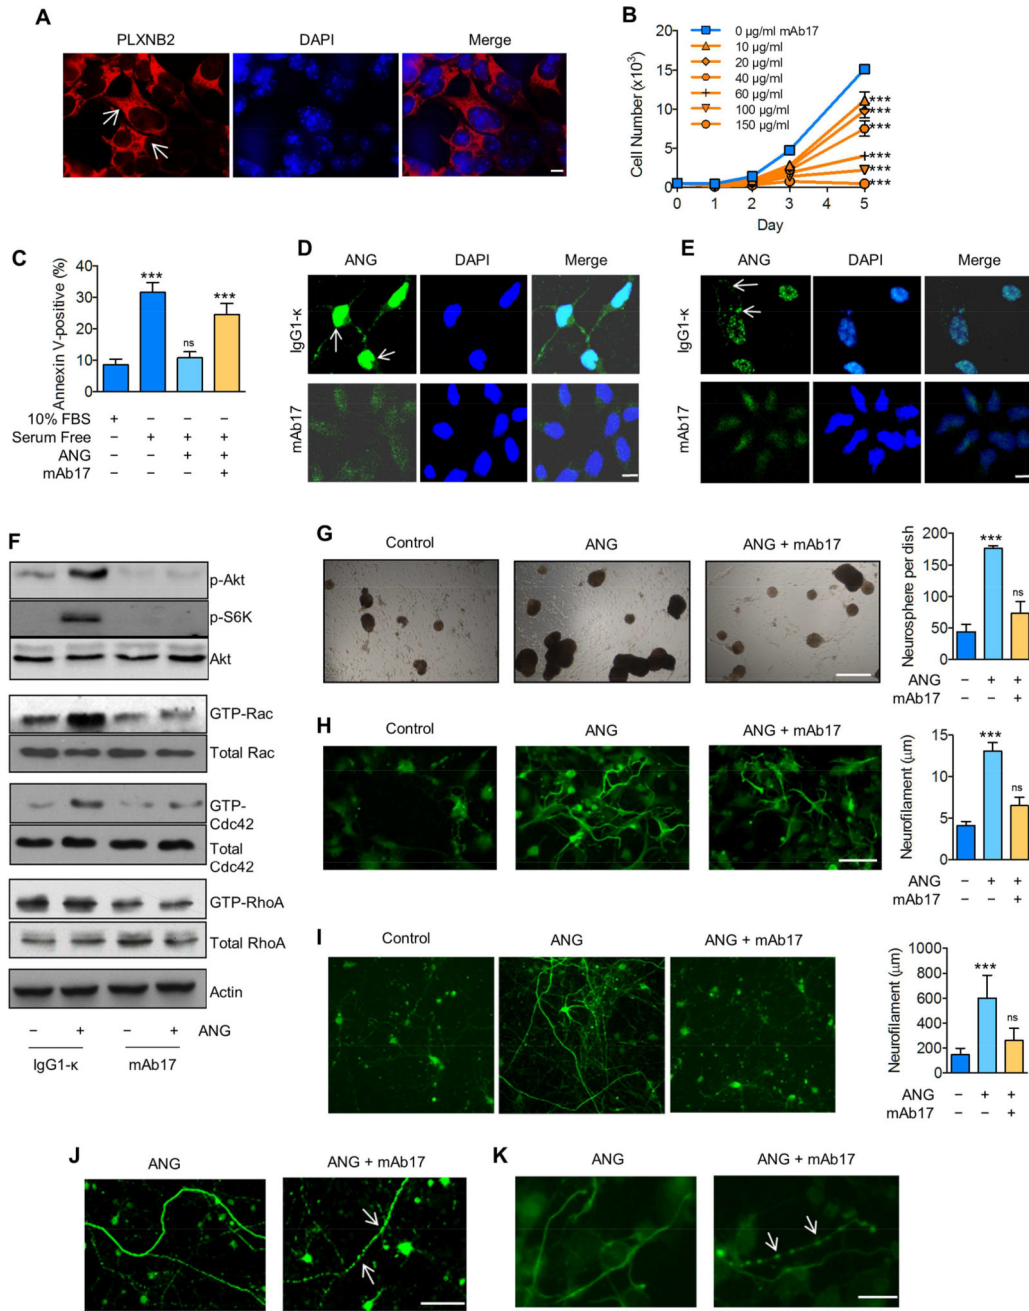 A
PLXNB2 DAPI Merge
B
Cell Number (x10³)
15
10
5
0
0 1 2 3 4 5
Day
0 µg/ml mAb17
10 µg/ml
20 µg/ml
40 µg/ml
60 µg/ml
100 µg/ml
150 µg/ml
***
***
***
***
***
***
C
Annexin V-positive (%)
40
30
20
10
0
*** ns ***
10% FBS + – – –
Serum Free – + + +
ANG – – + +
mAb17 – – – +
D
ANG DAPI Merge
IgG1-κ
mAb17
E
ANG DAPI Merge
IgG1-κ
mAb17
F
p-Akt
p-S6K
Akt
GTP-Rac
Total Rac
GTP-
Cdc42
Total
Cdc42
GTP-RhoA
Total RhoA
Actin
– + – + ANG
IgG1-κ mAb17
G
Control ANG ANG + mAb17
Neurosphere per dish
200
150
100
50
0
*** ns
ANG – + +
mAb17 – – +
H
Control ANG ANG + mAb17
Neurofilament (µm)
15
10
5
0
*** ns
ANG – + +
mAb17 – – +
I
Control ANG ANG + mAb17
Neurofilament (µm)
1000
800
600
400
200
0
*** ns
ANG – + +
mAb17 – – +
J
ANG ANG + mAb17
K
ANG ANG + mAb17